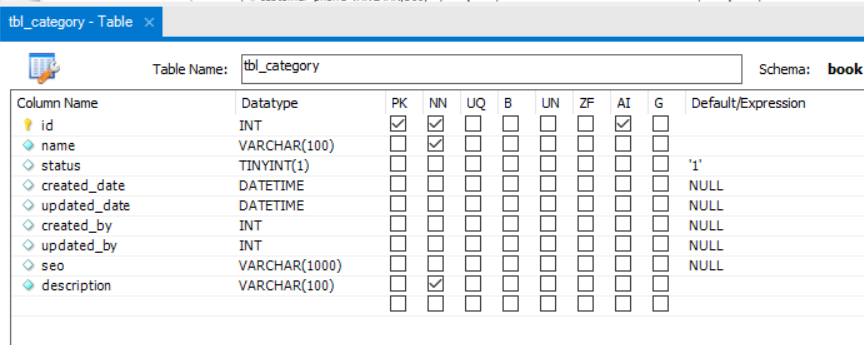 tbl_category - Table ×
Table Name: tbl_category Schema: book
Column Name Datatype PK NN UQ B UN ZF AI G Default/Expression
id INT
name VARCHAR(100)
status TINYINT(1) '1'
created_date DATETIME NULL
updated_date DATETIME NULL
created_by INT NULL
updated_by INT NULL
seo VARCHAR(1000) NULL
description VARCHAR(100)